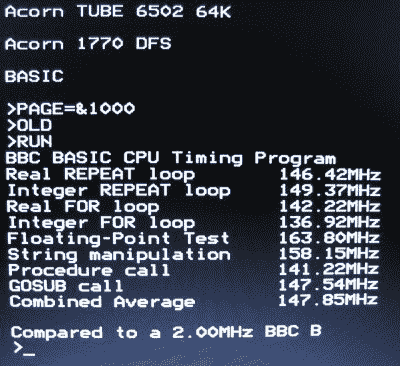 Acorn TUBE 6502 64K
Acorn 1770 DFS
BASIC
>PAGE=&1000
>OLD
>RUN
BBC BASIC CPU Timing Program
Real REPEAT loop 146.42MHz
Integer REPEAT loop 149.37MHz
Real FOR loop 142.22MHz
Integer FOR loop 136.92MHz
Floating-Point Test 163.80MHz
String manipulation 158.15MHz
Procedure call 141.22MHz
GOSUB call 147.54MHz
Combined Average 147.85MHz
Compared to a 2.00MHz BBC B
>_